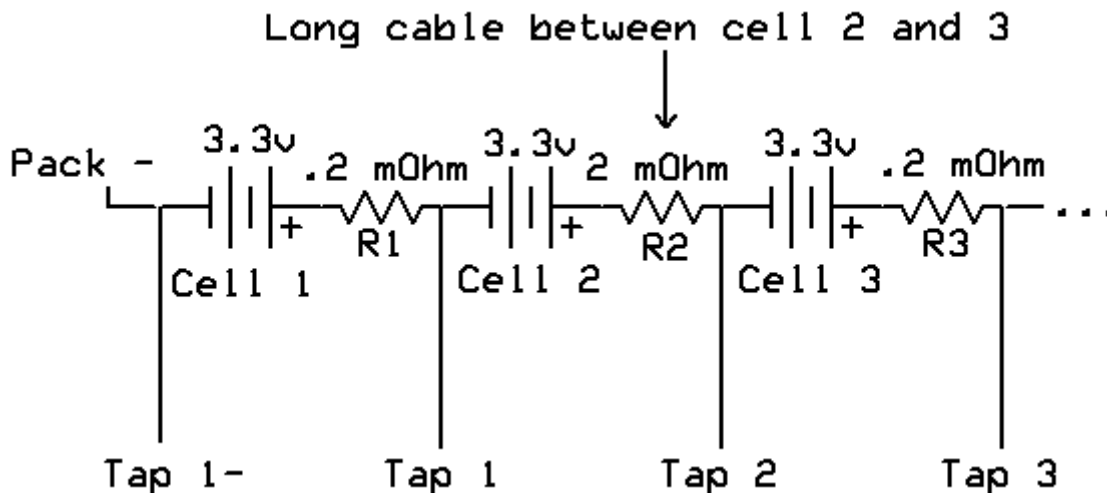 Long cable between cell 2 and 3
3.3v 3.3v 3.3v
Pack - .2 mOhm 2 mOhm .2 mOhm
+ R1 + R2 + R3 ...
Cell 1 Cell 2 Cell 3
Tap 1- Tap 1 Tap 2 Tap 3